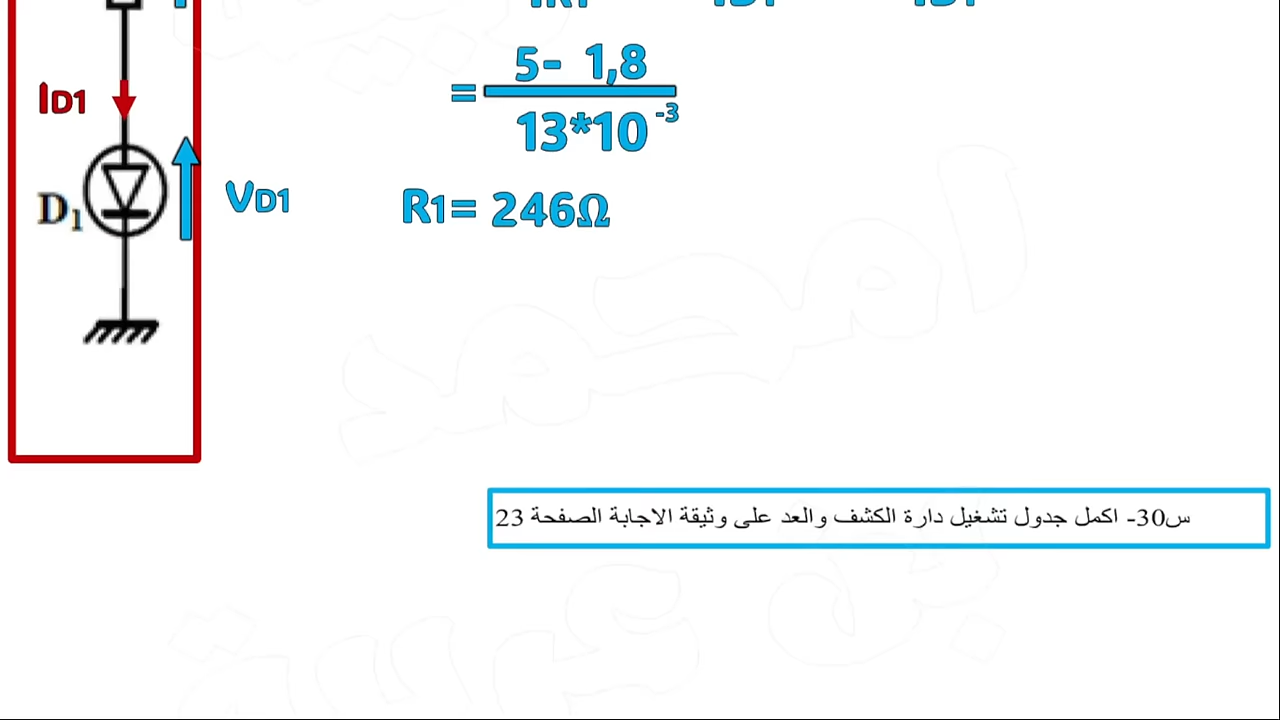 5- 1,8
=
13*10 -3
ID1
D1
VD1
R1= 246Ω
س30- اكمل جدول تشغيل دارة الكشف والعد على وثيقة الاجابة الصفحة 23